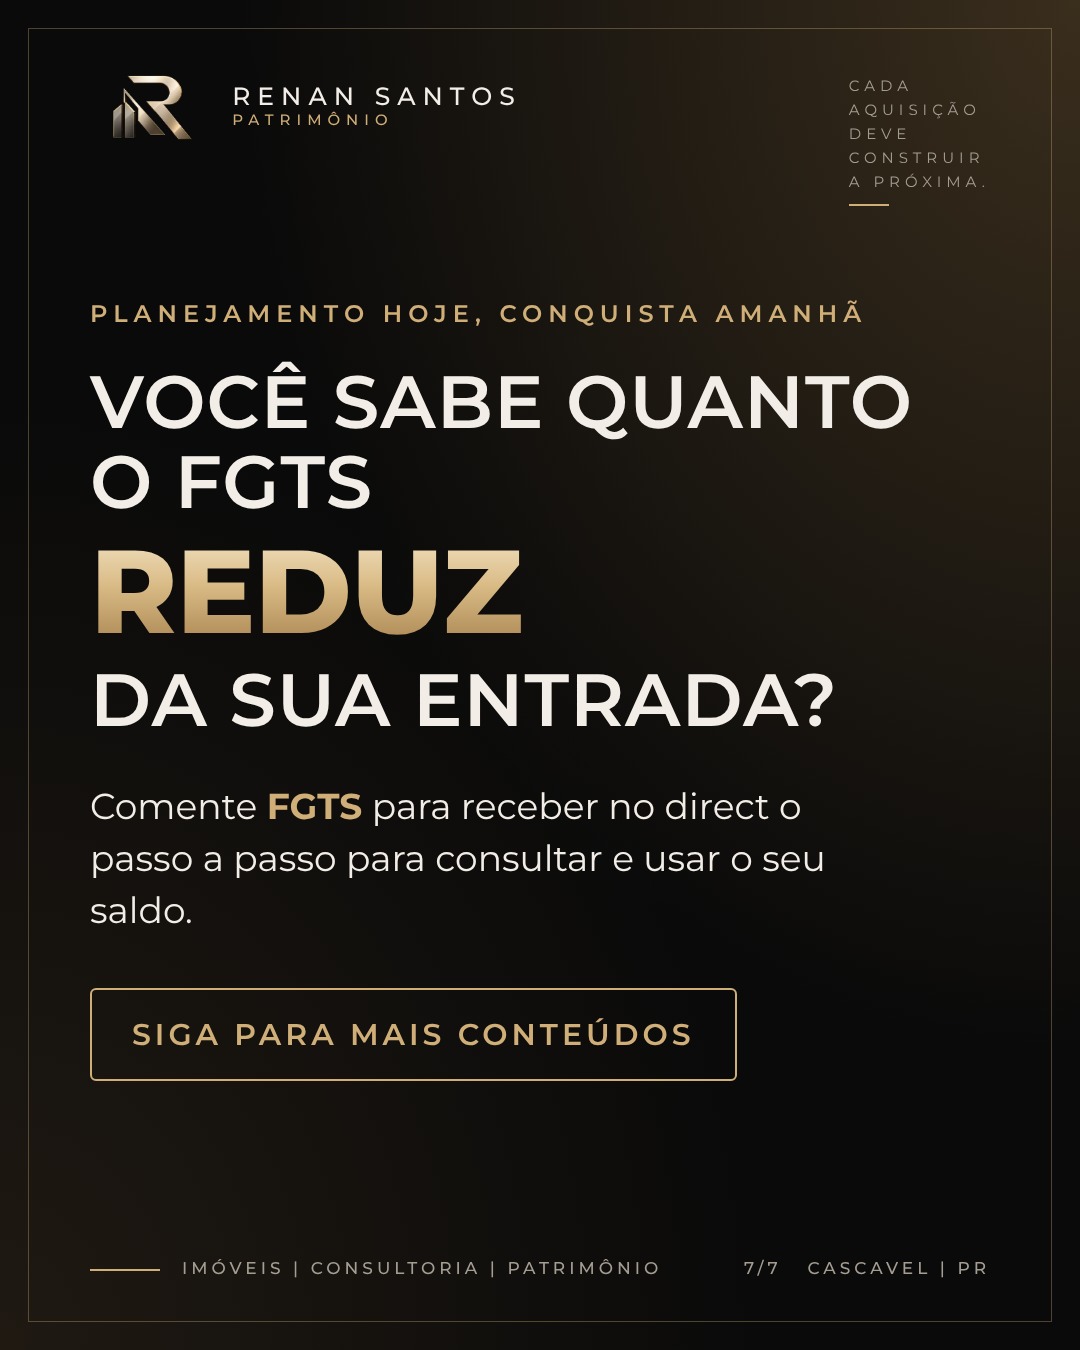 RENAN SANTOS
PATRIMÔNIO
CADA
AQUISIÇÃO
DEVE
CONSTRUIR
A PRÓXIMA.
PLANEJAMENTO HOJE, CONQUISTA AMANHÃ
VOCÊ SABE QUANTO
O FGTS
REDUZ
DA SUA ENTRADA?
Comente FGTS para receber no direct o
passo a passo para consultar e usar o seu
saldo.
SIGA PARA MAIS CONTEÚDOS
IMÓVEIS | CONSULTORIA | PATRIMÔNIO
7/7 CASCAVEL | PR